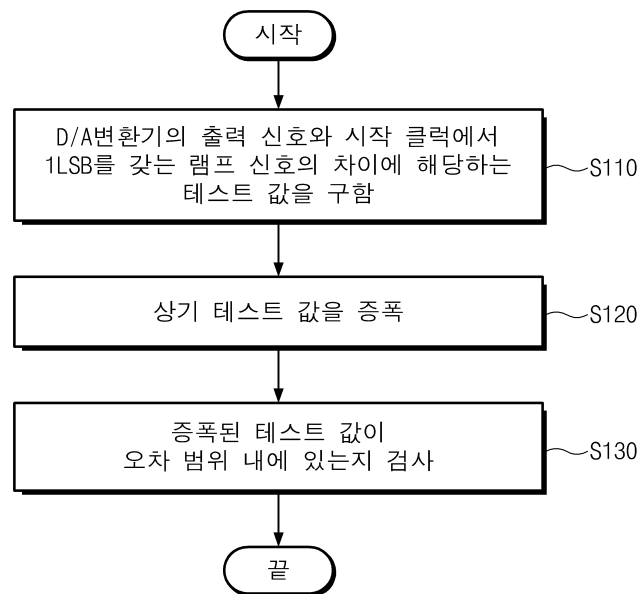 시작
D/A변환기의 출력 신호와 시작 클럭에서
1LSB를 갖는 램프 신호의 차이에 해당하는
테스트 값을 구함
S110
상기 테스트 값을 증폭
S120
증폭된 테스트 값이
오차 범위 내에 있는지 검사
S130
끝